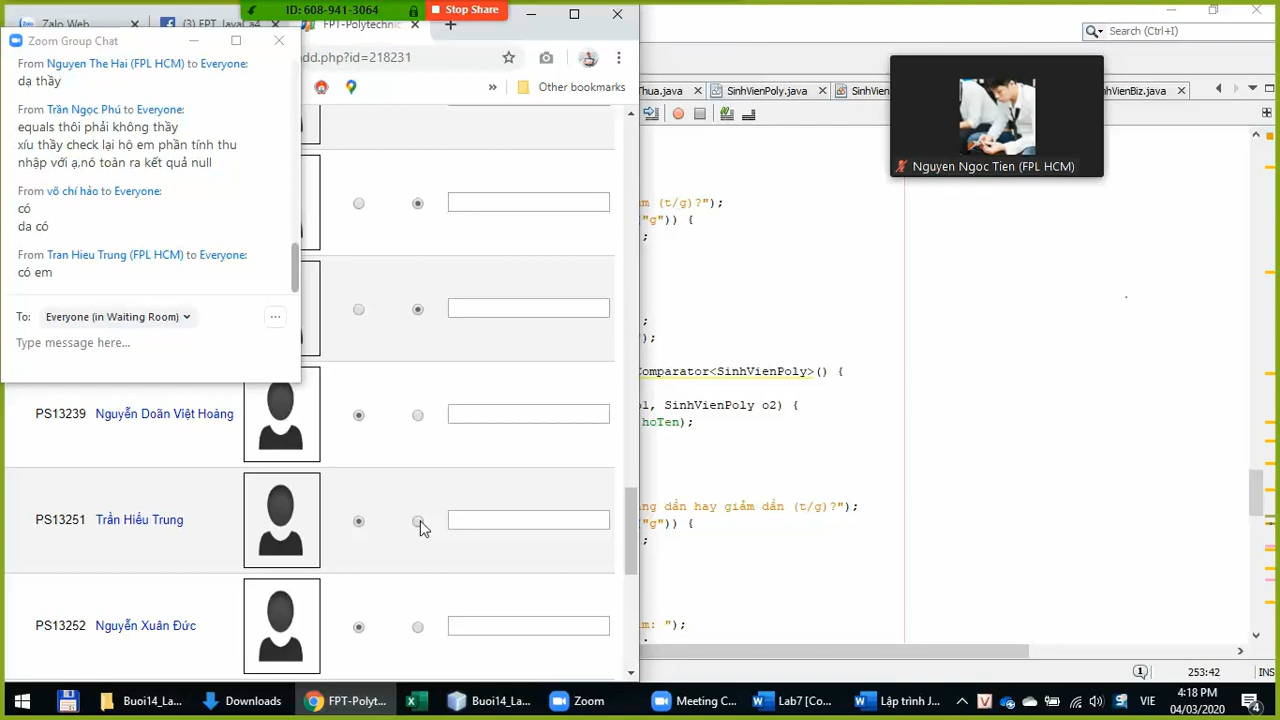 Zalo Web
(3) FPT_JavaCa4
ID: 608-941-3064
Stop Share
FPT-Polytechnic
Zoom Group Chat
dd.php?id=218231
Search (Ctrl+I)
Other bookmarks
From Nguyen The Hai (FPL HCM) to Everyone:
dạ thầy
From Trần Ngọc Phú to Everyone:
equals thôi phải không thầy
xíu thầy check lại hộ em phần tính thu
nhập với ạ,nó toàn ra kết quả null
From võ chí hảo to Everyone:
có
da có
From Tran Hieu Trung (FPL HCM) to Everyone:
có em
To: Everyone (in Waiting Room)
Type message here...
PS13239 Nguyễn Doãn Việt Hoàng
PS13251 Trần Hiếu Trung
PS13252 Nguyễn Xuân Đức
hua.java
SinhVienPoly.java
SinhVien
hVienBiz.java
Nguyen Ngoc Tien (FPL HCM)
m (t/g)?");
"g")) {
;
;
);
Comparator<SinhVienPoly>() {
o1, SinhVienPoly o2) {
hoTen);
ng dần hay giảm dần (t/g)?");
"g")) {
;
m: ");
253:42
INS
Buoi14_La...
Downloads
FPT-Polyt...
Buoi14_La...
Zoom
Meeting C...
Lab7 [Co...
Lập trình J...
VIE
4:18 PM
04/03/2020
4